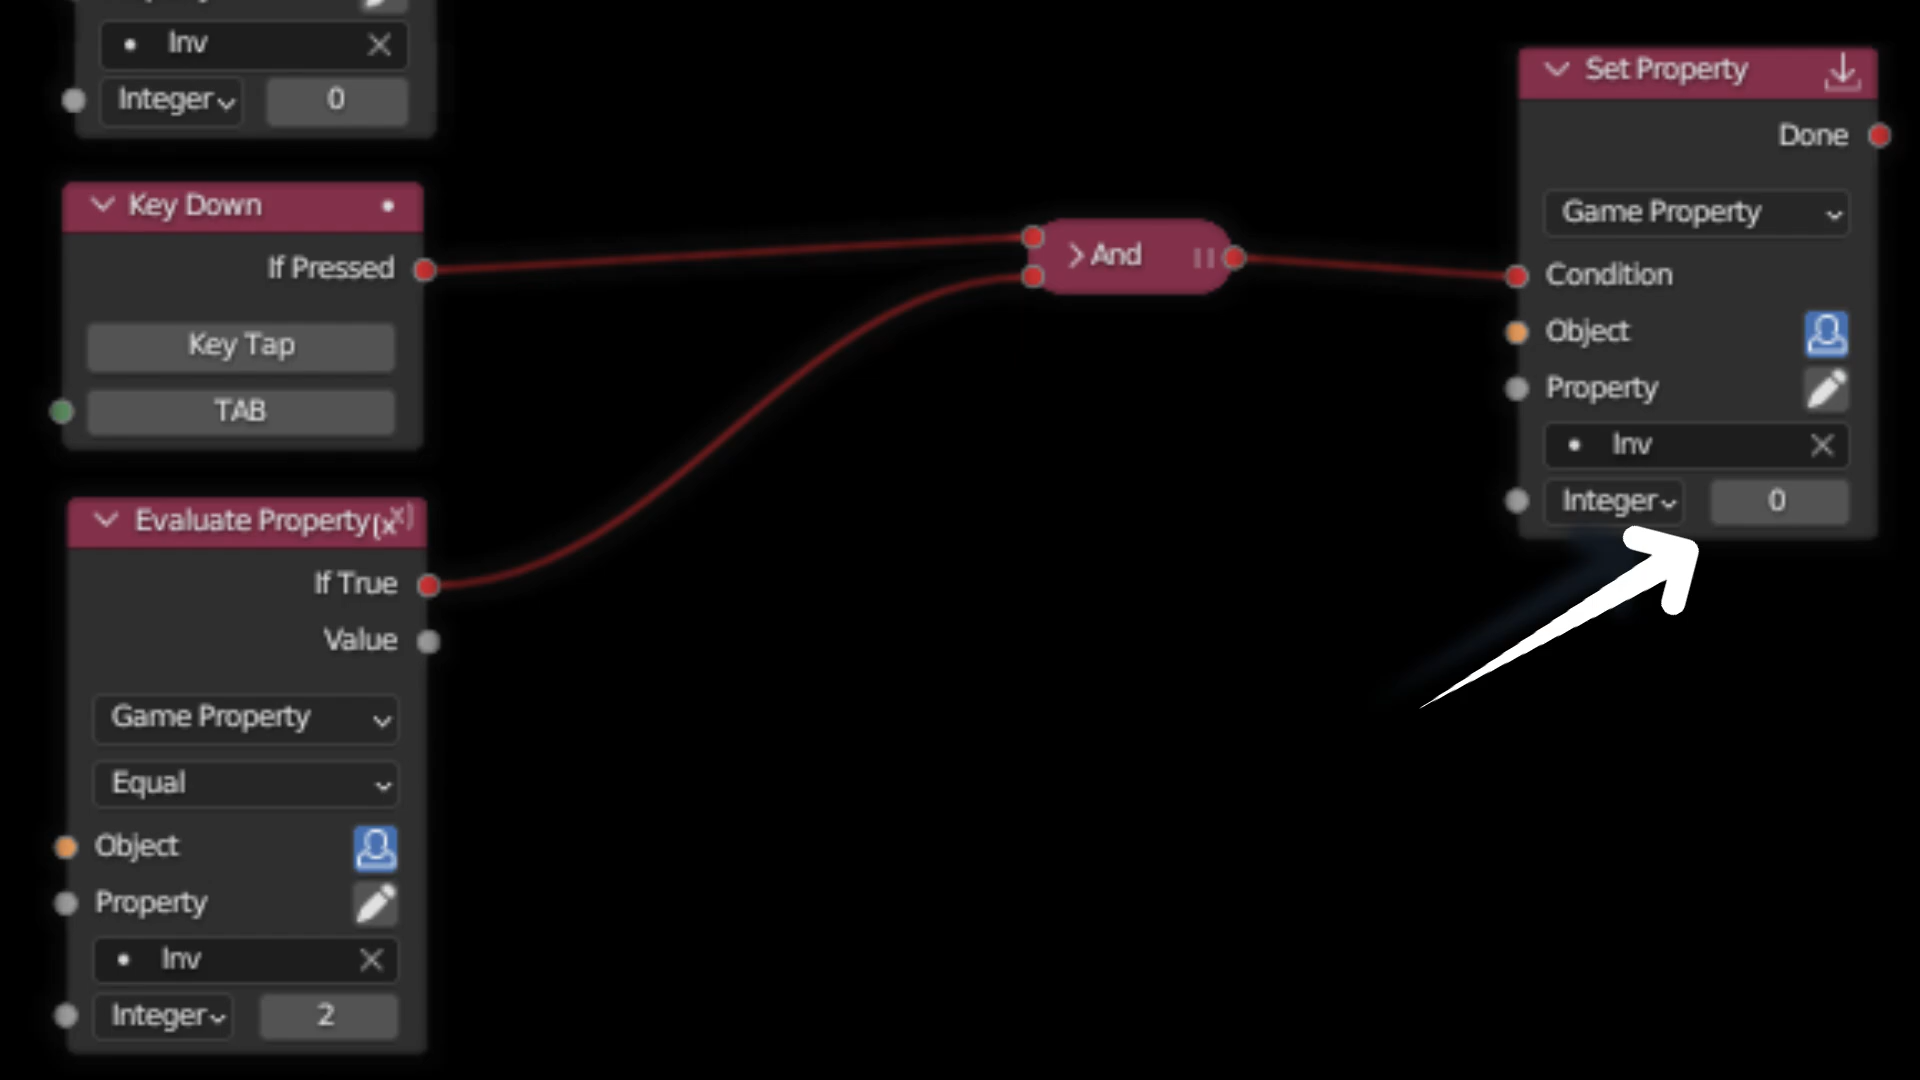 Inv
Integer 0
Key Down
If Pressed
Key Tap
TAB
Evaluate Property (x)
If True
Value
Game Property
Equal
Object
Property
Inv
Integer 2
And
Set Property
Done
Game Property
Condition
Object
Property
Inv
Integer 0